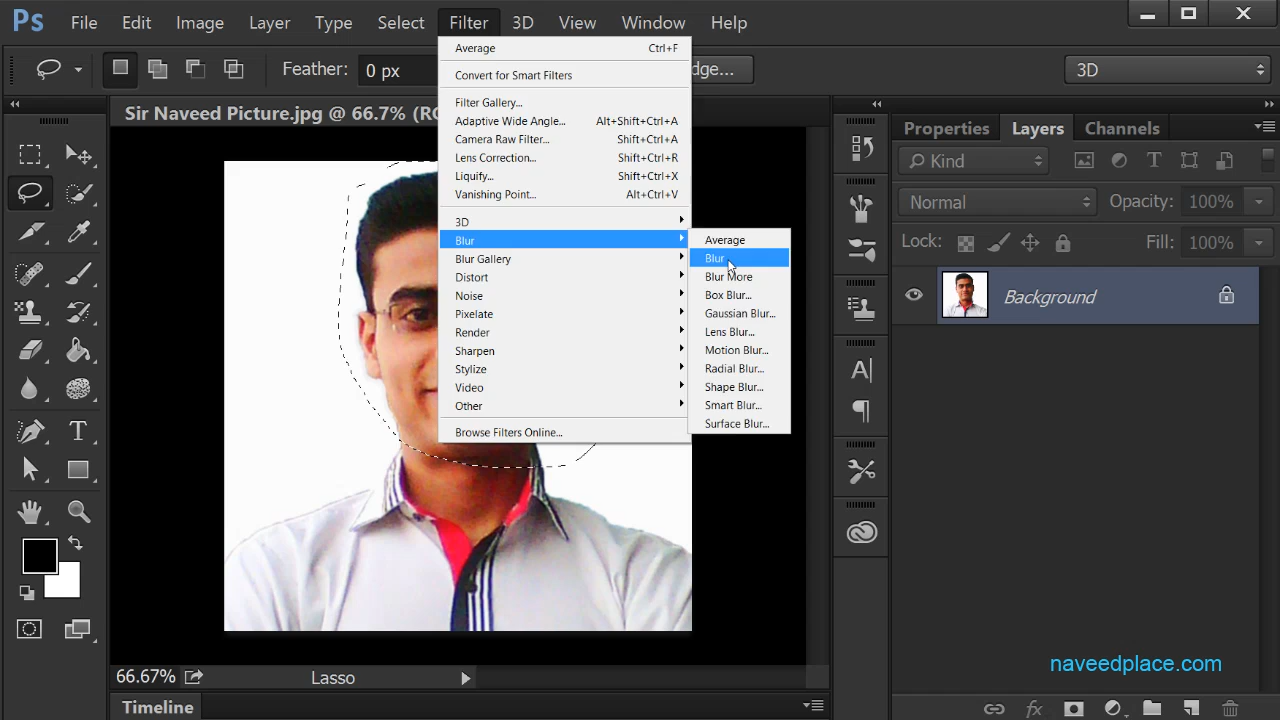 Ps File Edit Image Layer Type Select Filter 3D View Window Help
Feather: 0 px
dge...
3D
Sir Naveed Picture.jpg @ 66.7% (RG
Average Ctrl+F
Convert for Smart Filters
Filter Gallery...
Adaptive Wide Angle... Alt+Shift+Ctrl+A
Camera Raw Filter... Shift+Ctrl+A
Lens Correction... Shift+Ctrl+R
Liquify... Shift+Ctrl+X
Vanishing Point... Alt+Ctrl+V
3D
Blur
Blur Gallery
Distort
Noise
Pixelate
Render
Sharpen
Stylize
Video
Other
Browse Filters Online...
Average
Blur
Blur More
Box Blur...
Gaussian Blur...
Lens Blur...
Motion Blur...
Radial Blur...
Shape Blur...
Smart Blur...
Surface Blur...
Properties Layers Channels
Kind
Normal Opacity: 100%
Lock: Fill: 100%
Background
66.67% Lasso
Timeline
naveedplace.com